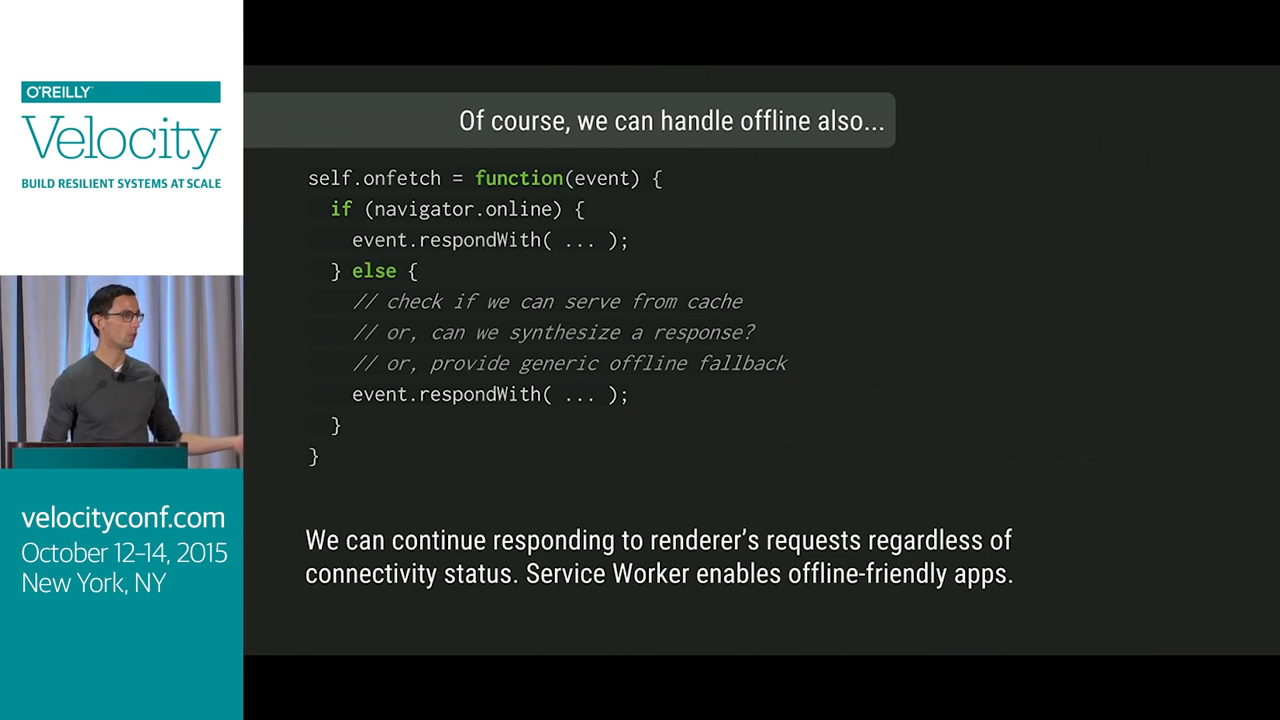 O'REILLY
Velocity
BUILD RESILIENT SYSTEMS AT SCALE
Of course, we can handle offline also...
self.onfetch = function(event) {
if (navigator.online) {
event.respondWith( ... );
} else {
// check if we can serve from cache
// or, can we synthesize a response?
// or, provide generic offline fallback
event.respondWith( ... );
}
}
We can continue responding to renderer's requests regardless of
connectivity status. Service Worker enables offline-friendly apps.
velocityconf.com
October 12–14, 2015
New York, NY